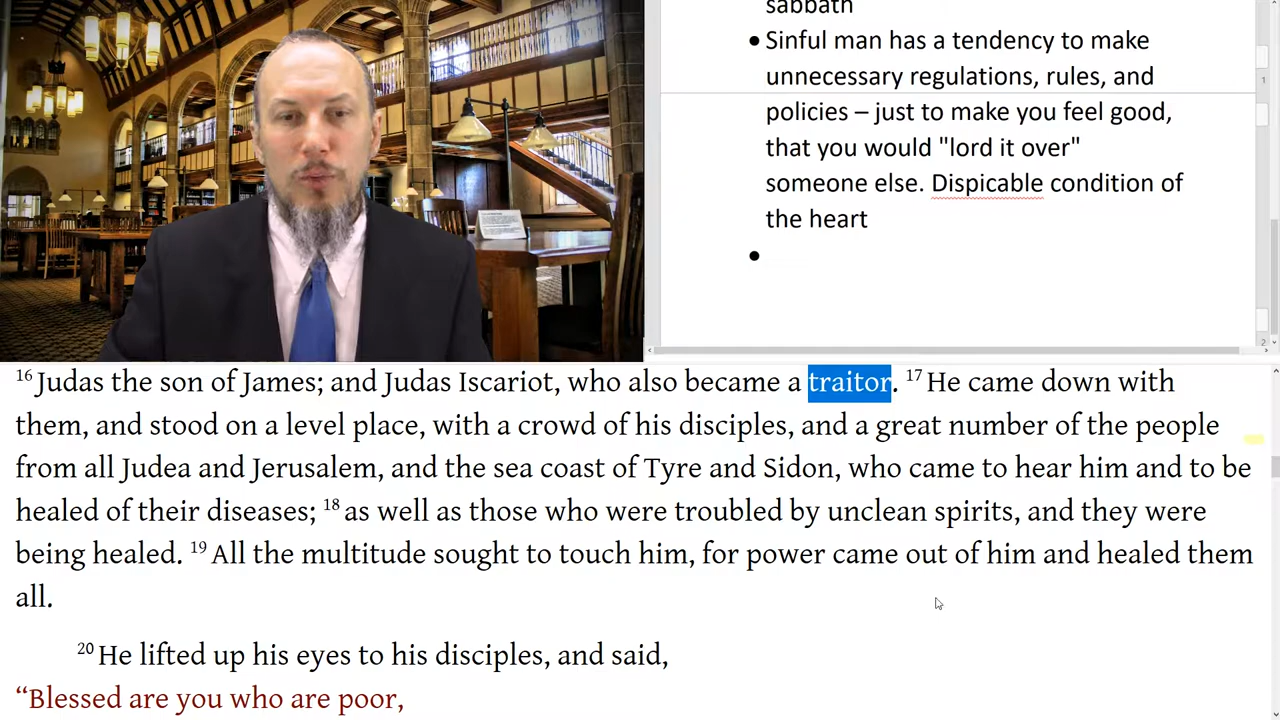 sabbath
• Sinful man has a tendency to make
unnecessary regulations, rules, and
policies – just to make you feel good,
that you would "lord it over"
someone else. Dispicable condition of
the heart
•
1
2
16 Judas the son of James; and Judas Iscariot, who also became a traitor. 17 He came down with
them, and stood on a level place, with a crowd of his disciples, and a great number of the people
from all Judea and Jerusalem, and the sea coast of Tyre and Sidon, who came to hear him and to be
healed of their diseases; 18 as well as those who were troubled by unclean spirits, and they were
being healed. 19 All the multitude sought to touch him, for power came out of him and healed them
all.
20 He lifted up his eyes to his disciples, and said,
“Blessed are you who are poor,